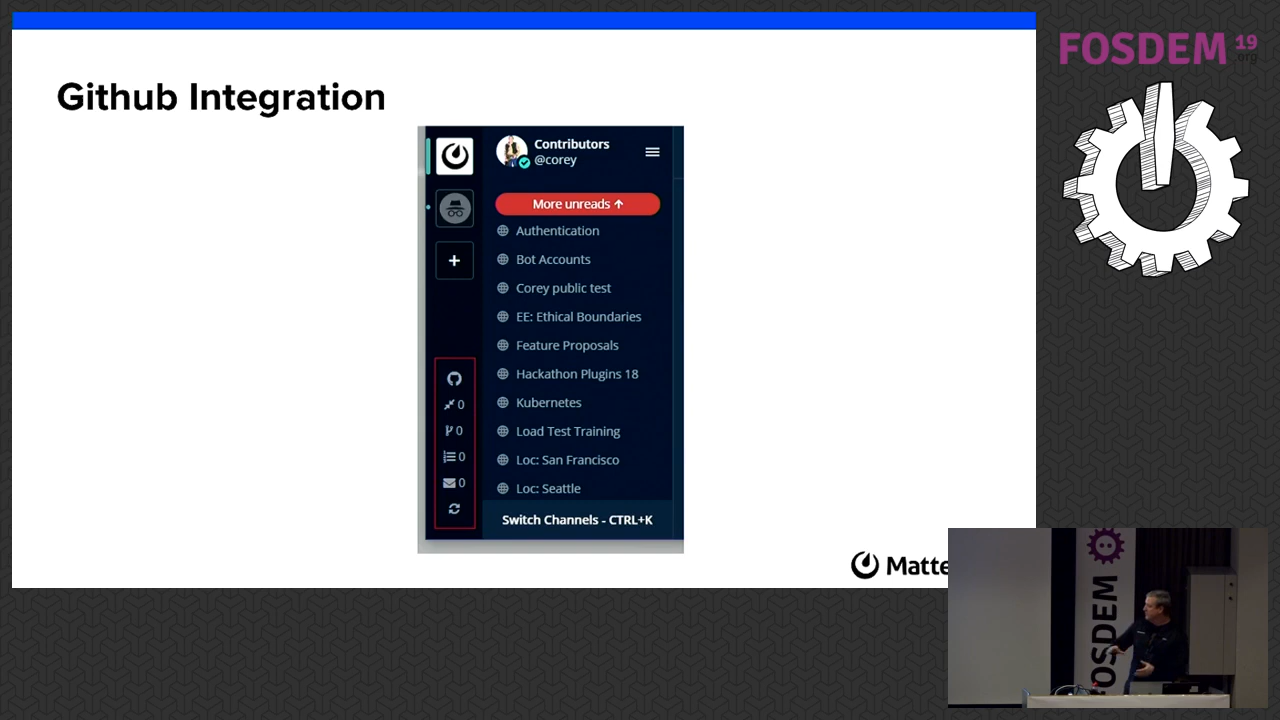 Github Integration
Contributors
@corey
More unreads ↑
Authentication
Bot Accounts
Corey public test
EE: Ethical Boundaries
Feature Proposals
Hackathon Plugins 18
Kubernetes
Load Test Training
Loc: San Francisco
Loc: Seattle
Switch Channels - CTRL+K
+
0
0
0
0
Matte
FOSDEM 19
.org
FOSDEM